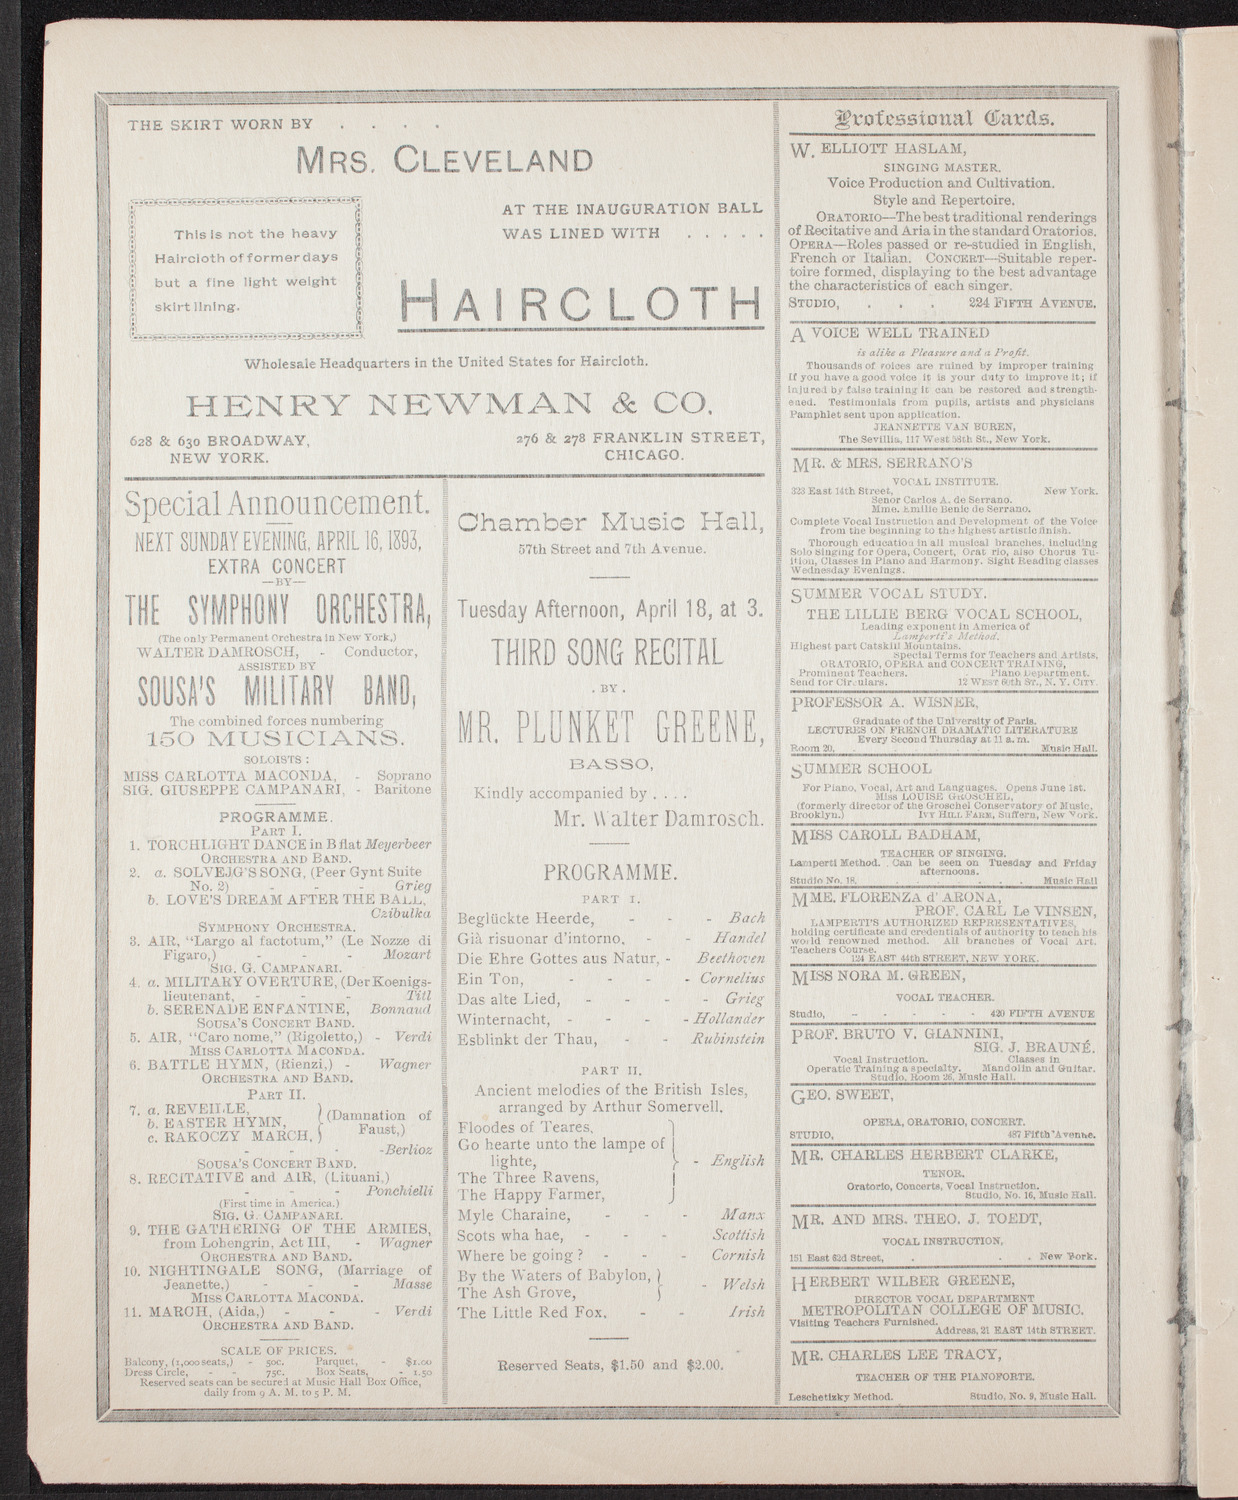 THE SKIRT WORN BY . . . .
MRS. CLEVELAND
This is not the heavy
Haircloth of former days
but a fine light weight
skirt lining.
AT THE INAUGURATION BALL
WAS LINED WITH . . . . .
HAIRCLOTH
Wholesale Headquarters in the United States for Haircloth.
HENRY NEWMAN & CO.
628 & 630 BROADWAY,
NEW YORK.
276 & 278 FRANKLIN STREET,
CHICAGO.
Special Announcement.
NEXT SUNDAY EVENING, APRIL 16, 1893,
EXTRA CONCERT
—BY—
THE SYMPHONY ORCHESTRA,
(The only Permanent Orchestra in New York,)
WALTER DAMROSCH, - Conductor,
ASSISTED BY
SOUSA'S MILITARY BAND,
The combined forces numbering
150 MUSICIANS.
SOLOISTS:
MISS CARLOTTA MACONDA, - Soprano
SIG. GIUSEPPE CAMPANARI, - Baritone
PROGRAMME.
PART I.
1. TORCHLIGHT DANCE in B flat Meyerbeer
ORCHESTRA AND BAND.
2. a. SOLVEJG'S SONG, (Peer Gynt Suite
No. 2) - - - Grieg
b. LOVE'S DREAM AFTER THE BALL,
Czibulka
SYMPHONY ORCHESTRA.
3. AIR, "Largo al factotum," (Le Nozze di
Figaro,) - - - Mozart
SIG. G. CAMPANARI.
4. a. MILITARY OVERTURE, (Der Koenigs-
lieutenant, - - - Titl
b. SERENADE ENFANTINE, Bonnaud
SOUSA'S CONCERT BAND.
5. AIR, "Caro nome," (Rigoletto,) - Verdi
MISS CARLOTTA MACONDA.
6. BATTLE HYMN, (Rienzi,) - Wagner
ORCHESTRA AND BAND.
PART II.
7. a. REVEILLE,
b. EASTER HYMN,
c. RAKOCZY MARCH,
(Damnation of
Faust,)
- - - -Berlioz
SOUSA'S CONCERT BAND.
8. RECITATIVE and AIR, (Lituani,)
- - - Ponchielli
(First time in America.)
SIG. G. CAMPANARI.
9. THE GATHERING OF THE ARMIES,
from Lohengrin, Act III, - Wagner
ORCHESTRA AND BAND.
10. NIGHTINGALE SONG, (Marriage of
Jeanette,) - - - Masse
MISS CARLOTTA MACONDA.
11. MARCH, (Aida,) - - - Verdi
ORCHESTRA AND BAND.
SCALE OF PRICES.
Balcony, (1,000 seats,) - 50c. Parquet, - $1.00
Dress Circle, - - 75c. Box Seats, - - 1.50
Reserved seats can be secured at Music Hall Box Office,
daily from 9 A. M. to 5 P. M.
Chamber Music Hall,
57th Street and 7th Avenue.
Tuesday Afternoon, April 18, at 3.
THIRD SONG RECITAL
. BY .
MR. PLUNKET GREENE,
BASSO,
Kindly accompanied by . . . .
Mr. Walter Damrosch.
PROGRAMME.
PART I.
Beglückte Heerde, - - - Bach
Già risuonar d'intorno, - - Handel
Die Ehre Gottes aus Natur, - Beethoven
Ein Ton, - - - - Cornelius
Das alte Lied, - - - - Grieg
Winternacht, - - - - Hollander
Esblinkt der Thau, - - Rubinstein
PART II.
Ancient melodies of the British Isles,
arranged by Arthur Somervell.
Floodes of Teares,
Go hearte unto the lampe of
lighte,
The Three Ravens,
The Happy Farmer,
- English
Myle Charaine, - - - Manx
Scots wha hae, - - - Scottish
Where be going? - - - Cornish
By the Waters of Babylon,
The Ash Grove,
- Welsh
The Little Red Fox, - - Irish
Reserved Seats, $1.50 and $2.00.
Professional Cards.
W. ELLIOTT HASLAM,
SINGING MASTER.
Voice Production and Cultivation.
Style and Repertoire.
ORATORIO—The best traditional renderings
of Recitative and Aria in the standard Oratorios.
OPERA—Roles passed or re-studied in English,
French or Italian. CONCERT—Suitable reper-
toire formed, displaying to the best advantage
the characteristics of each singer.
STUDIO, . . . 224 FIFTH AVENUE.
A VOICE WELL TRAINED
is alike a Pleasure and a Profit.
Thousands of voices are ruined by improper training
If you have a good voice it is your duty to improve it; if
injured by false training it can be restored and strength-
ened. Testimonials from pupils, artists and physicians
Pamphlet sent upon application.
JEANNETTE VAN BUREN,
The Sevillia, 117 West 58th St., New York.
MR. & MRS. SERRANO'S
VOCAL INSTITUTE.
323 East 14th Street, New York.
Senor Carlos A. de Serrano.
Mme. Emilie Benic de Serrano.
Complete Vocal Instruction and Development of the Voice
from the beginning to the highest artistic finish.
Thorough education in all musical branches, including
Solo Singing for Opera, Concert, Orat rio, also Chorus Tu-
ition, Classes in Piano and Harmony. Sight Reading classes
Wednesday Evenings.
SUMMER VOCAL STUDY.
THE LILLIE BERG VOCAL SCHOOL,
Leading exponent in America of
Lamperti's Method.
Highest part Catskill Mountains.
Special Terms for Teachers and Artists,
ORATORIO, OPERA and CONCERT TRAINING,
Prominent Teachers. Piano Department.
Send for Circulars. 12 WEST 60th ST., N. Y. CITY.
PROFESSOR A. WISNER,
Graduate of the University of Paris.
LECTURES ON FRENCH DRAMATIC LITERATURE
Every Second Thursday at 11 a. m.
Room 20, Music Hall.
SUMMER SCHOOL
For Piano, Vocal, Art and Languages. Opens June 1st.
Miss LOUISE GROSCHEL,
(formerly director of the Groschel Conservatory of Music,
Brooklyn.) IVY HILL FARM, Suffern, New York.
MISS CAROLL BADHAM,
TEACHER OF SINGING.
Lamperti Method. Can be seen on Tuesday and Friday
afternoons.
Studio No. 18, . . Music Hall
MME. FLORENZA d' ARONA,
PROF. CARL Le VINSEN,
LAMPERTI'S AUTHORIZED REPRESENTATIVES,
holding certificate and credentials of authority to teach his
world renowned method. All branches of Vocal Art.
Teachers Course.
124 EAST 44th STREET, NEW YORK.
MISS NORA M. GREEN,
VOCAL TEACHER.
Studio, - - - - - 420 FIFTH AVENUE
PROF. BRUTO V. GIANNINI,
SIG. J. BRAUNÉ.
Vocal Instruction. Classes in
Operatic Training a specialty. Mandolin and Guitar.
Studio, Room 26, Music Hall.
GEO. SWEET,
OPERA, ORATORIO, CONCERT.
STUDIO, 487 Fifth Avenue.
MR. CHARLES HERBERT CLARKE,
TENOR.
Oratorio, Concerts, Vocal Instruction.
Studio, No. 16, Music Hall.
MR. AND MRS. THEO. J. TOEDT,
VOCAL INSTRUCTION,
151 East 62d Street, . . . New York.
HERBERT WILBER GREENE,
DIRECTOR VOCAL DEPARTMENT
METROPOLITAN COLLEGE OF MUSIC.
Visiting Teachers Furnished.
Address, 21 EAST 14th STREET.
MR. CHARLES LEE TRACY,
TEACHER OF THE PIANOFORTE.
Leschetizky Method. Studio, No. 9, Music Hall.